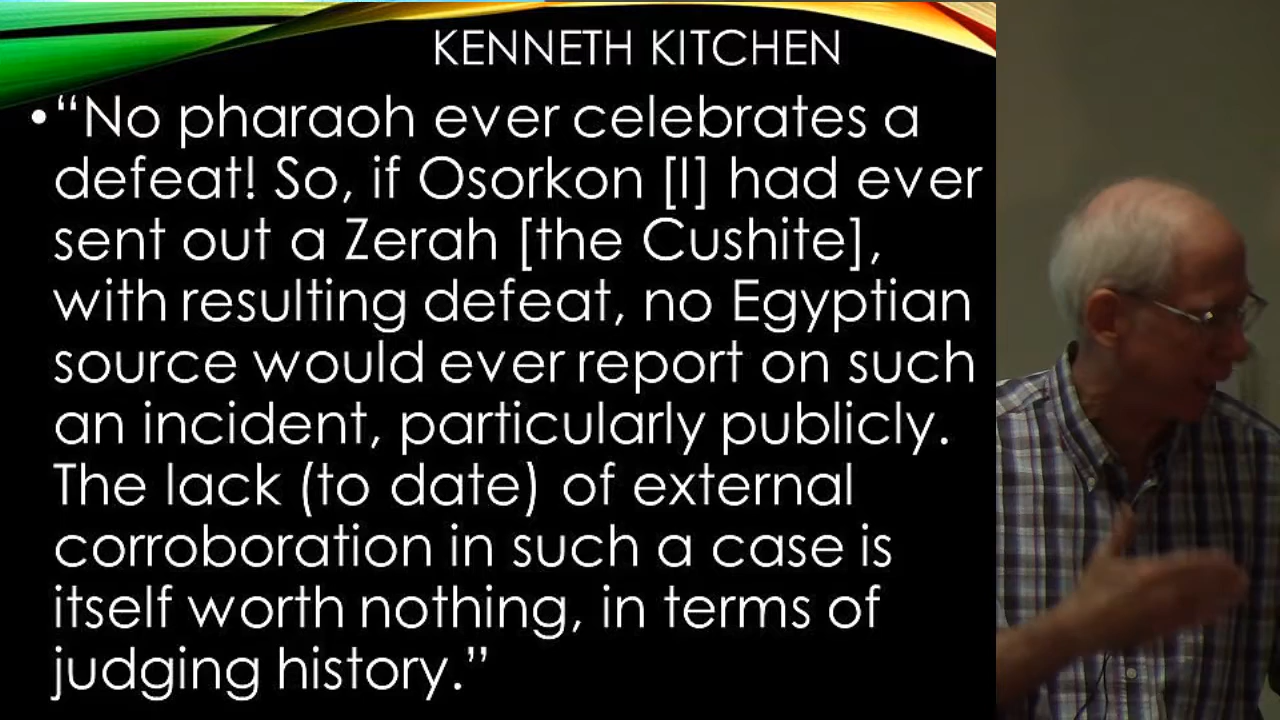 KENNETH KITCHEN
•“No pharaoh ever celebrates a
defeat! So, if Osorkon [I] had ever
sent out a Zerah [the Cushite],
with resulting defeat, no Egyptian
source would ever report on such
an incident, particularly publicly.
The lack (to date) of external
corroboration in such a case is
itself worth nothing, in terms of
judging history.”